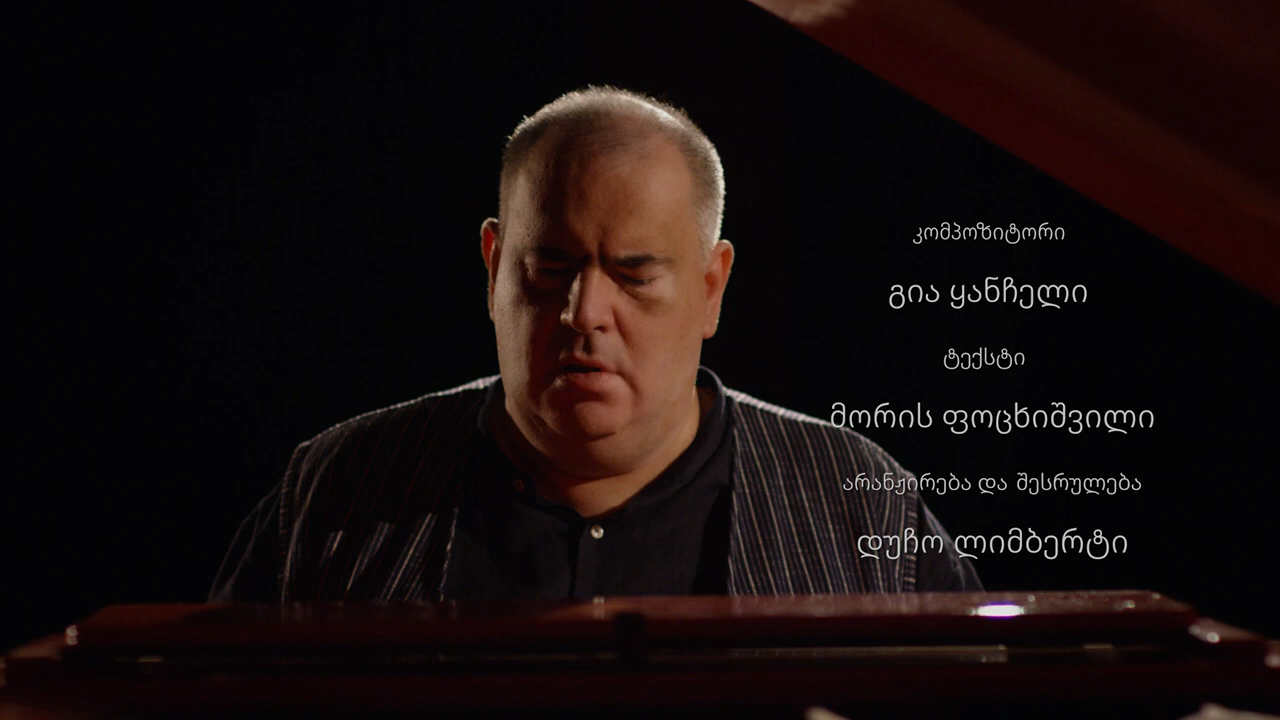 კომპოზიტორი
გია ყანჩელი
ტექსტი
მორის ფოცხიშვილი
არანჟირება და შესრულება
დუჩო ლიმბერტი